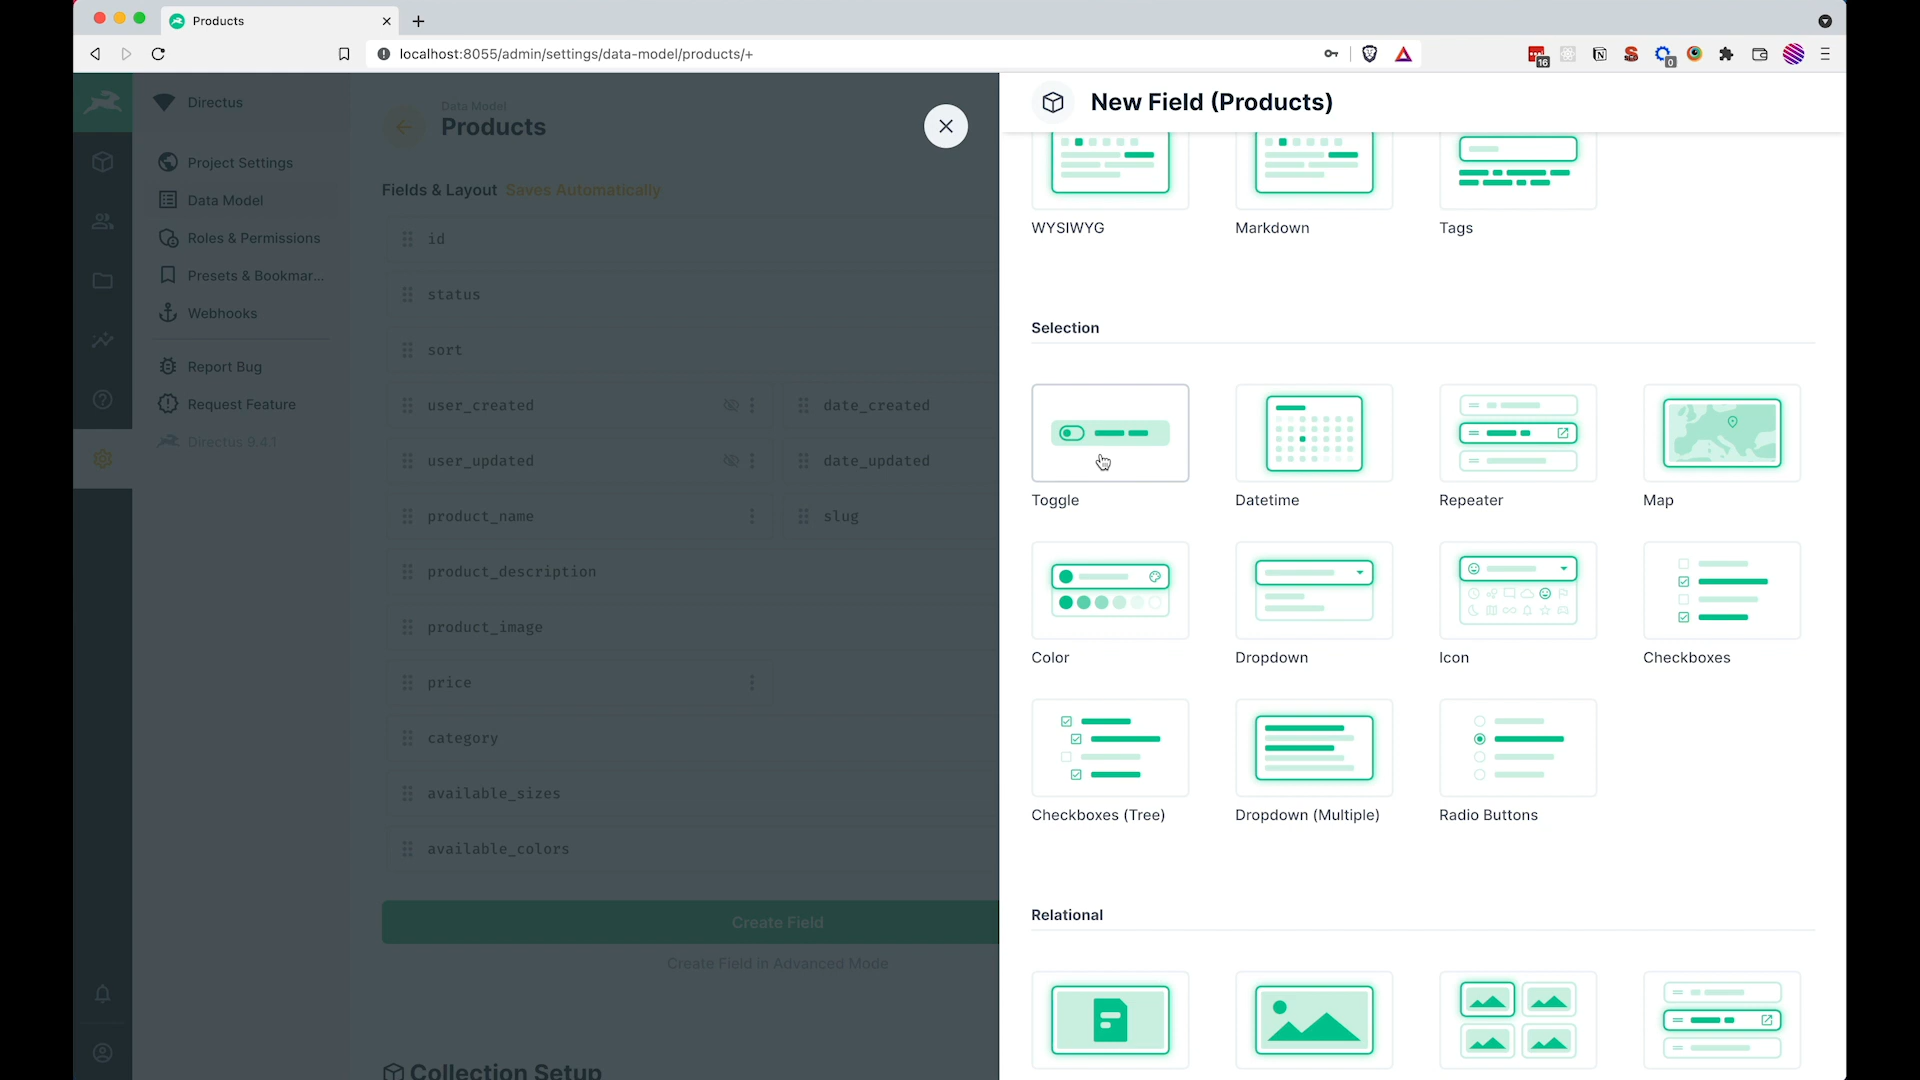 Products
localhost:8055/admin/settings/data-model/products/+
16
0
Directus
Project Settings
Data Model
Roles & Permissions
Presets & Bookmar...
Webhooks
Report Bug
Request Feature
Directus 9.4.1
Data Model
Products
Fields & Layout Saves Automatically
id
status
sort
user_created
date_created
user_updated
date_updated
product_name
slug
product_description
product_image
price
category
available_sizes
available_colors
Create Field
Create Field in Advanced Mode
Collection Setup
New Field (Products)
WYSIWYG
Markdown
Tags
Selection
Toggle
Datetime
Repeater
Map
Color
Dropdown
Icon
Checkboxes
Checkboxes (Tree)
Dropdown (Multiple)
Radio Buttons
Relational